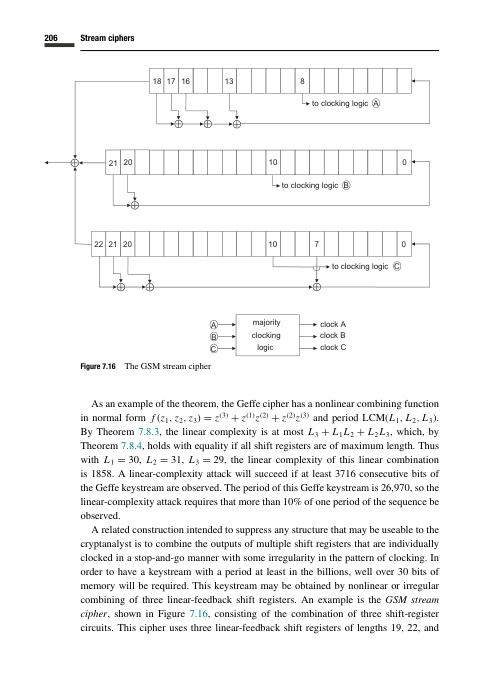 206 Stream ciphers
18 17 16 13 8
to clocking logic A
21 20 10 0
to clocking logic B
22 21 20 10 7 0
to clocking logic C
A majority clock A
B clocking clock B
C logic clock C
Figure 7.16 The GSM stream cipher
As an example of the theorem, the Geffe cipher has a nonlinear combining function
in normal form f(z₁, z₂, z₃) = z⁽³⁾ + z⁽¹⁾z⁽²⁾ + z⁽²⁾z⁽³⁾ and period LCM(L₁, L₂, L₃).
By Theorem 7.8.3, the linear complexity is at most L₃ + L₁L₂ + L₂L₃, which, by
Theorem 7.8.4, holds with equality if all shift registers are of maximum length. Thus
with L₁ = 30, L₂ = 31, L₃ = 29, the linear complexity of this linear combination
is 1858. A linear-complexity attack will succeed if at least 3716 consecutive bits of
the Geffe keystream are observed. The period of this Geffe keystream is 26,970, so the
linear-complexity attack requires that more than 10% of one period of the sequence be
observed.
A related construction intended to suppress any structure that may be useable to the
cryptanalyst is to combine the outputs of multiple shift registers that are individually
clocked in a stop-and-go manner with some irregularity in the pattern of clocking. In
order to have a keystream with a period at least in the billions, well over 30 bits of
memory will be required. This keystream may be obtained by nonlinear or irregular
combining of three linear-feedback shift registers. An example is the GSM stream
cipher, shown in Figure 7.16, consisting of the combination of three shift-register
circuits. This cipher uses three linear-feedback shift registers of lengths 19, 22, and